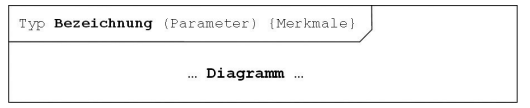 Typ Bezeichnung (Parameter) {Merkmale}
… Diagramm …